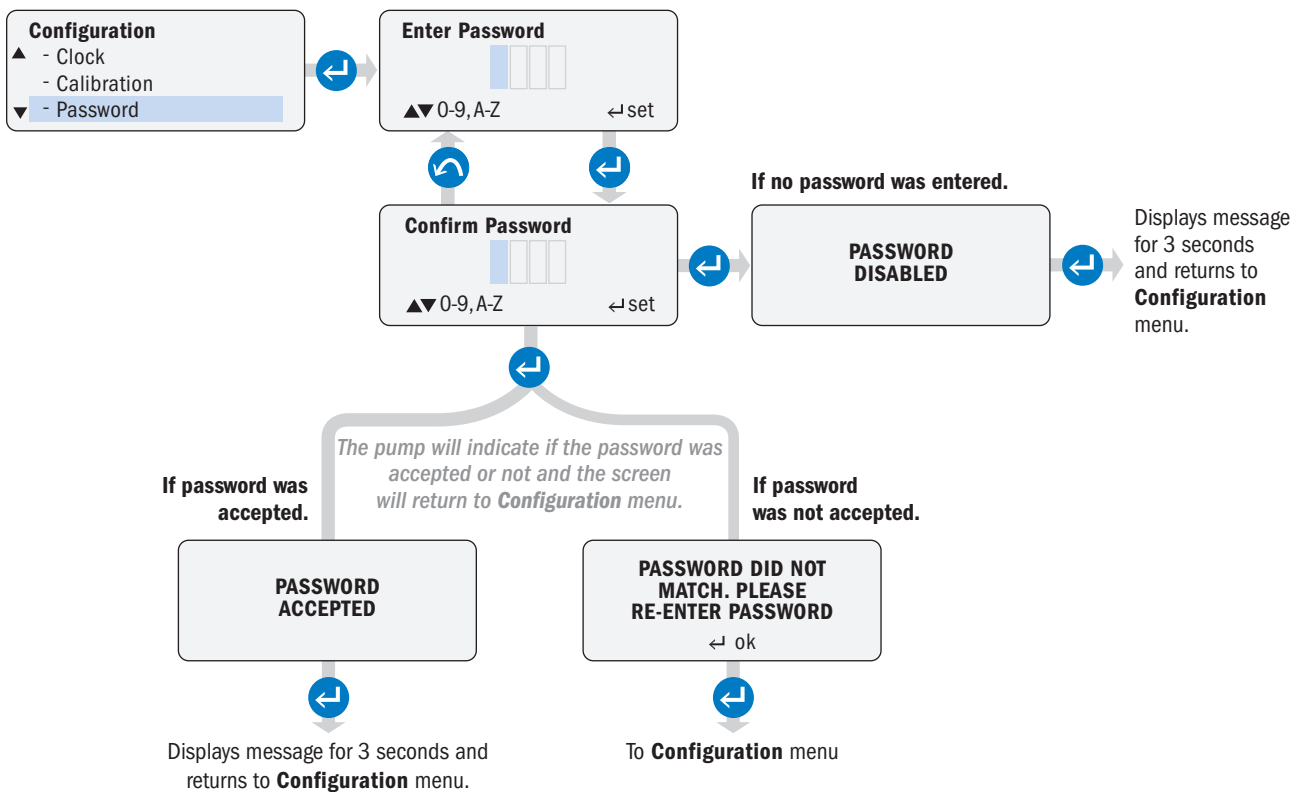 Configuration
- Clock
- Calibration
- Password
Enter Password
▲▼ 0-9, A-Z ↵ set
Confirm Password
▲▼ 0-9, A-Z ↵ set
If no password was entered.
PASSWORD
DISABLED
Displays message
for 3 seconds
and returns to
Configuration
menu.
The pump will indicate if the password was
accepted or not and the screen
will return to Configuration menu.
If password was
accepted.
PASSWORD
ACCEPTED
Displays message for 3 seconds and
returns to Configuration menu.
If password
was not accepted.
PASSWORD DID NOT
MATCH. PLEASE
RE-ENTER PASSWORD
↵ ok
To Configuration menu